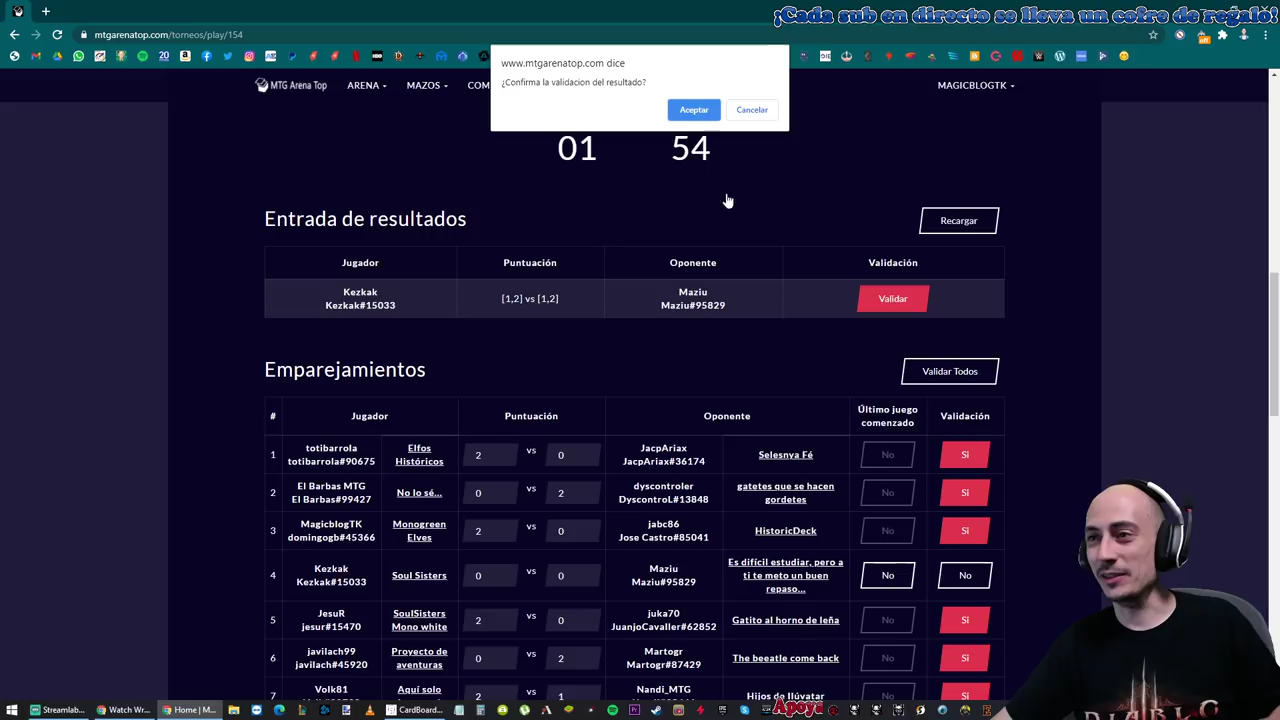 ¡Cada sub en directo se lleva un cofre de regalo!
mtgarenatop.com/torneos/play/154
www.mtgarenatop.com dice
¿Confirma la validacion del resultado?
Aceptar
Cancelar
MTG Arena Top
ARENA
MAZOS
COM
MAGICBLOGTK
01 54
Entrada de resultados
Recargar
Jugador Puntuación Oponente Validación
Kezkak
Kezkak#15033
[1,2] vs [1,2]
Maziu
Maziu#95829
Validar
Emparejamientos
Validar Todos
# Jugador Puntuación Oponente
Último juego
comenzado
Validación
1
totibarrola
totibarrola#90675
Elfos
Históricos
2 vs 0
JacpAriax
JacpAriax#36174
Selesnya Fé
No
Si
2
El Barbas MTG
El Barbas#99427
No lo sé...
0 vs 2
dyscontroler
DyscontroL#13848
gatetes que se hacen
gordetes
No
Si
3
MagicblogTK
domingogb#45366
Monogreen
Elves
2 vs 0
jabc86
Jose Castro#85041
HistoricDeck
No
Si
4
Kezkak
Kezkak#15033
Soul Sisters
0 vs 0
Maziu
Maziu#95829
Es difícil estudiar, pero a
ti te meto un buen
repaso...
No
No
5
JesuR
jesur#15470
SoulSisters
Mono white
2 vs 0
juka70
JuanjoCavaller#62852
Gatito al horno de leña
No
Si
6
javilach99
javilach#45920
Proyecto de
aventuras
0 vs 2
Martogr
Martogr#87429
The beeatle come back
No
Si
7
Volk81
Aquí solo
2 vs 1
Nandi_MTG
Hijos de Ilúvatar
No
Si
Apoya
DIABLO
Streamlab...
Watch Wr...
Home | M...
CardBoard...